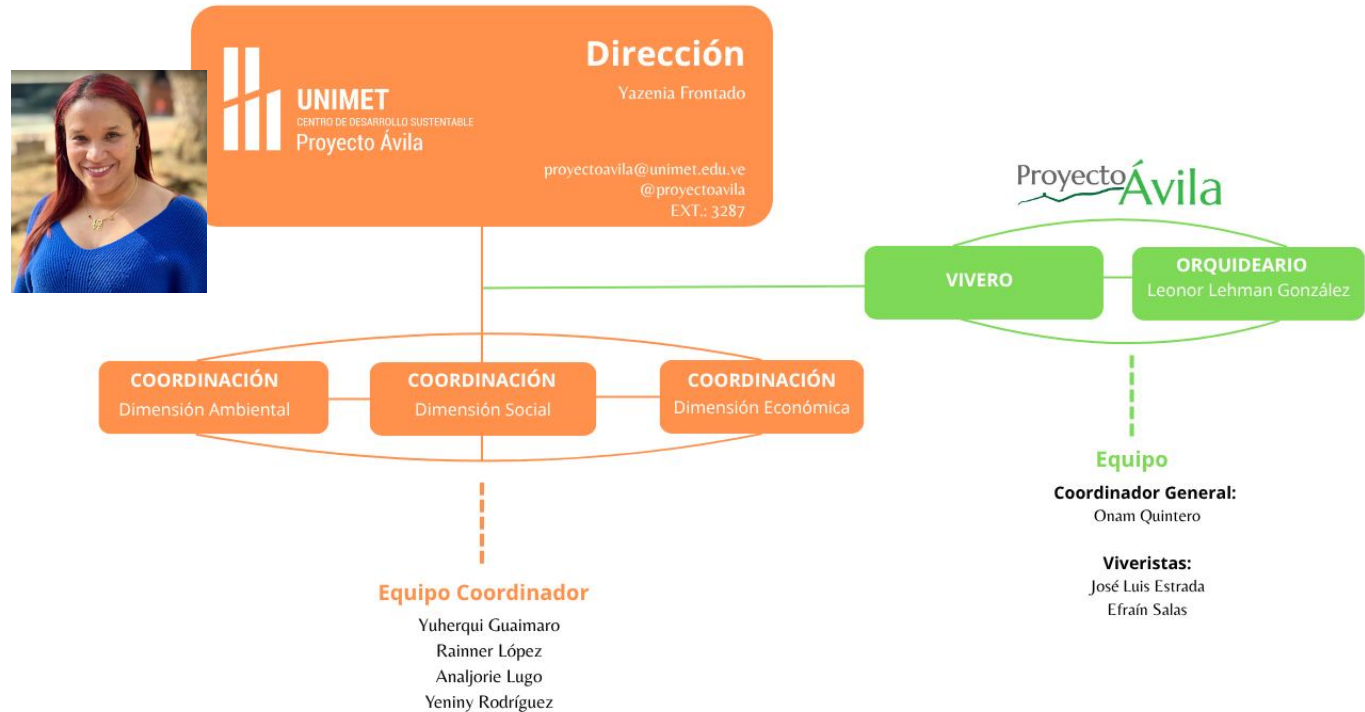 Dirección
Yazenia Frontado
UNIMET
CENTRO DE DESARROLLO SUSTENTABLE
Proyecto Ávila
proyectoavila@unimet.edu.ve
@proyectoavila
EXT.: 3287
Proyecto Ávila
VIVERO
ORQUIDEARIO
Leonor Lehman González
COORDINACIÓN
Dimensión Ambiental
COORDINACIÓN
Dimensión Social
COORDINACIÓN
Dimensión Económica
Equipo
Coordinador General:
Onam Quintero
Viveristas:
José Luis Estrada
Efraín Salas
Equipo Coordinador
Yuherqui Guaimaro
Rainner López
Analjorie Lugo
Yeniny Rodríguez